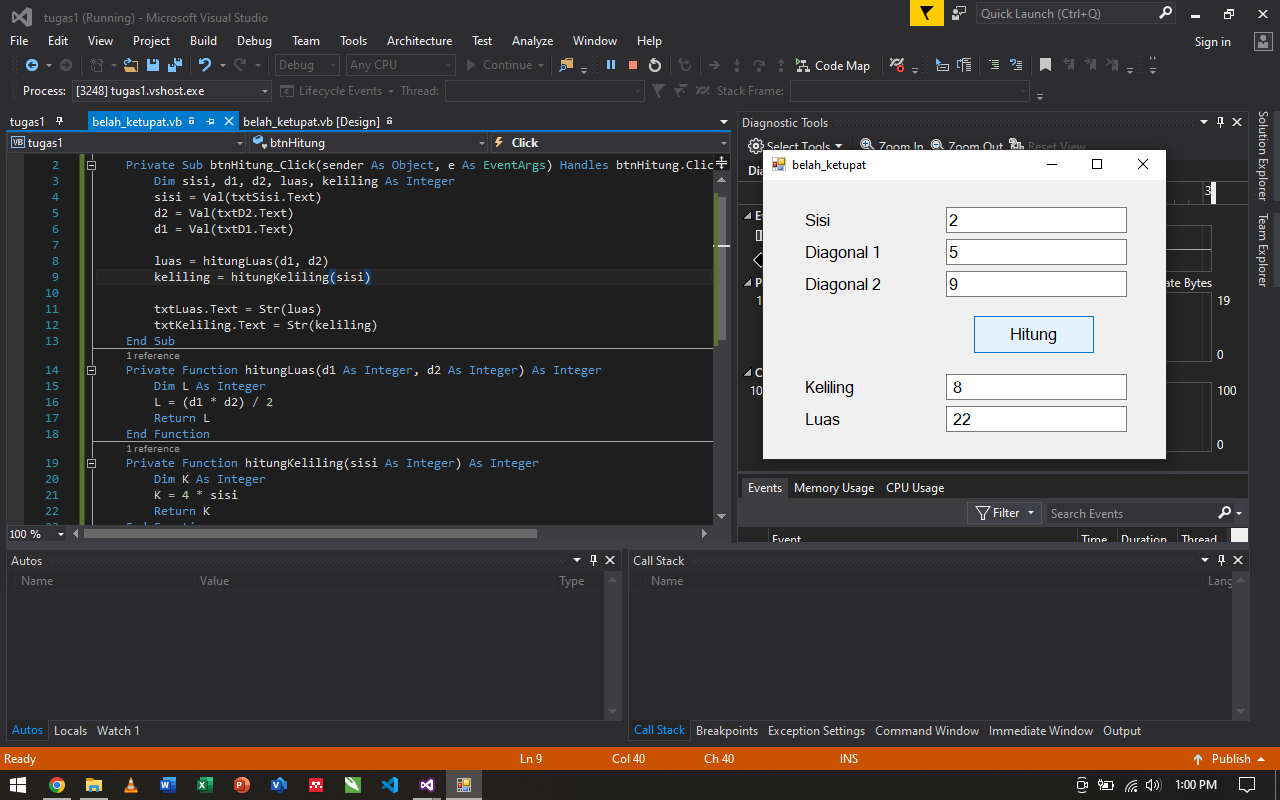 tugas1 (Running) - Microsoft Visual Studio
Quick Launch (Ctrl+Q)
File Edit View Project Build Debug Team Tools Architecture Test Analyze Window Help
Sign in
Debug Any CPU Continue Code Map
Process: [3248] tugas1.vshost.exe Lifecycle Events Thread: Stack Frame:
tugas1 belah_ketupat.vb belah_ketupat.vb [Design]
VB tugas1 btnHitung Click
2 Private Sub btnHitung_Click(sender As Object, e As EventArgs) Handles btnHitung.Clic
3 Dim sisi, d1, d2, luas, keliling As Integer
4 sisi = Val(txtSisi.Text)
5 d2 = Val(txtD2.Text)
6 d1 = Val(txtD1.Text)
7
8 luas = hitungLuas(d1, d2)
9 keliling = hitungKeliling(sisi)
10
11 txtLuas.Text = Str(luas)
12 txtKeliling.Text = Str(keliling)
13 End Sub
1 reference
14 Private Function hitungLuas(d1 As Integer, d2 As Integer) As Integer
15 Dim L As Integer
16 L = (d1 * d2) / 2
17 Return L
18 End Function
1 reference
19 Private Function hitungKeliling(sisi As Integer) As Integer
20 Dim K As Integer
21 K = 4 * sisi
22 Return K
23 End Function
100 %
Diagnostic Tools
Select Tools Zoom In Zoom Out Reset View
Dia
3
E
P
ate Bytes
1
19
0
C
10
100
0
belah_ketupat
Sisi 2
Diagonal 1 5
Diagonal 2 9
Hitung
Keliling 8
Luas 22
Events Memory Usage CPU Usage
Filter Search Events
Event Time Duration Thread
Solution Explorer
Team Explorer
Autos
Name Value Type
Autos Locals Watch 1
Call Stack
Name Lang
Call Stack Breakpoints Exception Settings Command Window Immediate Window Output
Ready Ln 9 Col 40 Ch 40 INS Publish
1:00 PM